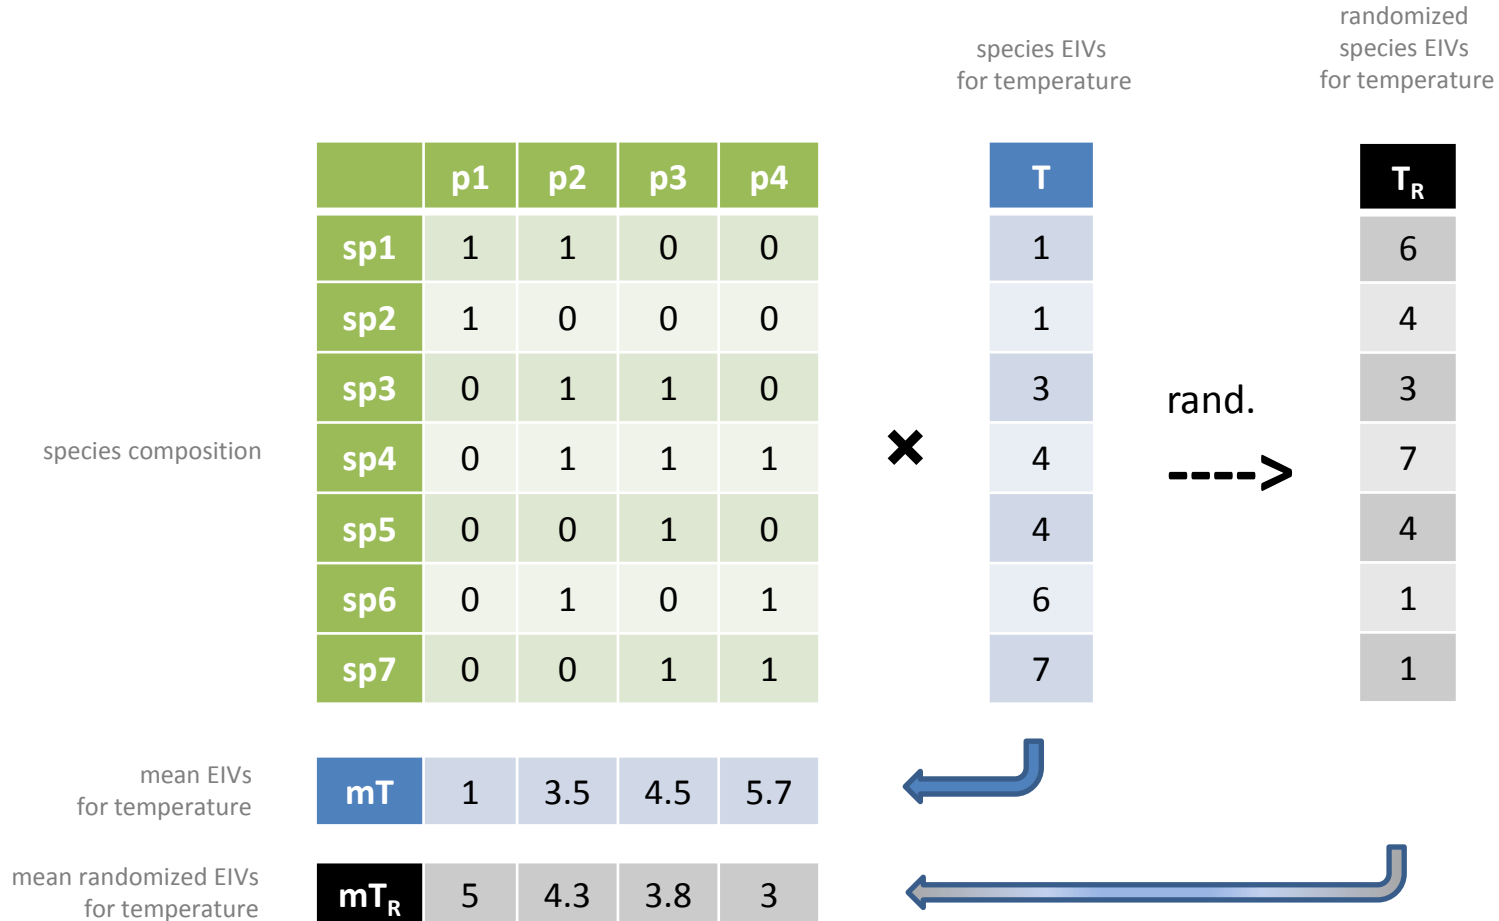 randomized
species EIVs
for temperature
species EIVs
for temperature
p1 p2 p3 p4
T
T_R
sp1 1 1 0 0 1 6
sp2 1 0 0 0 1 4
sp3 0 1 1 0 3 3
rand.
species composition
sp4 0 1 1 1 × 4 ----> 7
sp5 0 0 1 0 4 4
sp6 0 1 0 1 6 1
sp7 0 0 1 1 7 1
mean EIVs
for temperature
mT 1 3.5 4.5 5.7
mean randomized EIVs
for temperature
mT_R 5 4.3 3.8 3